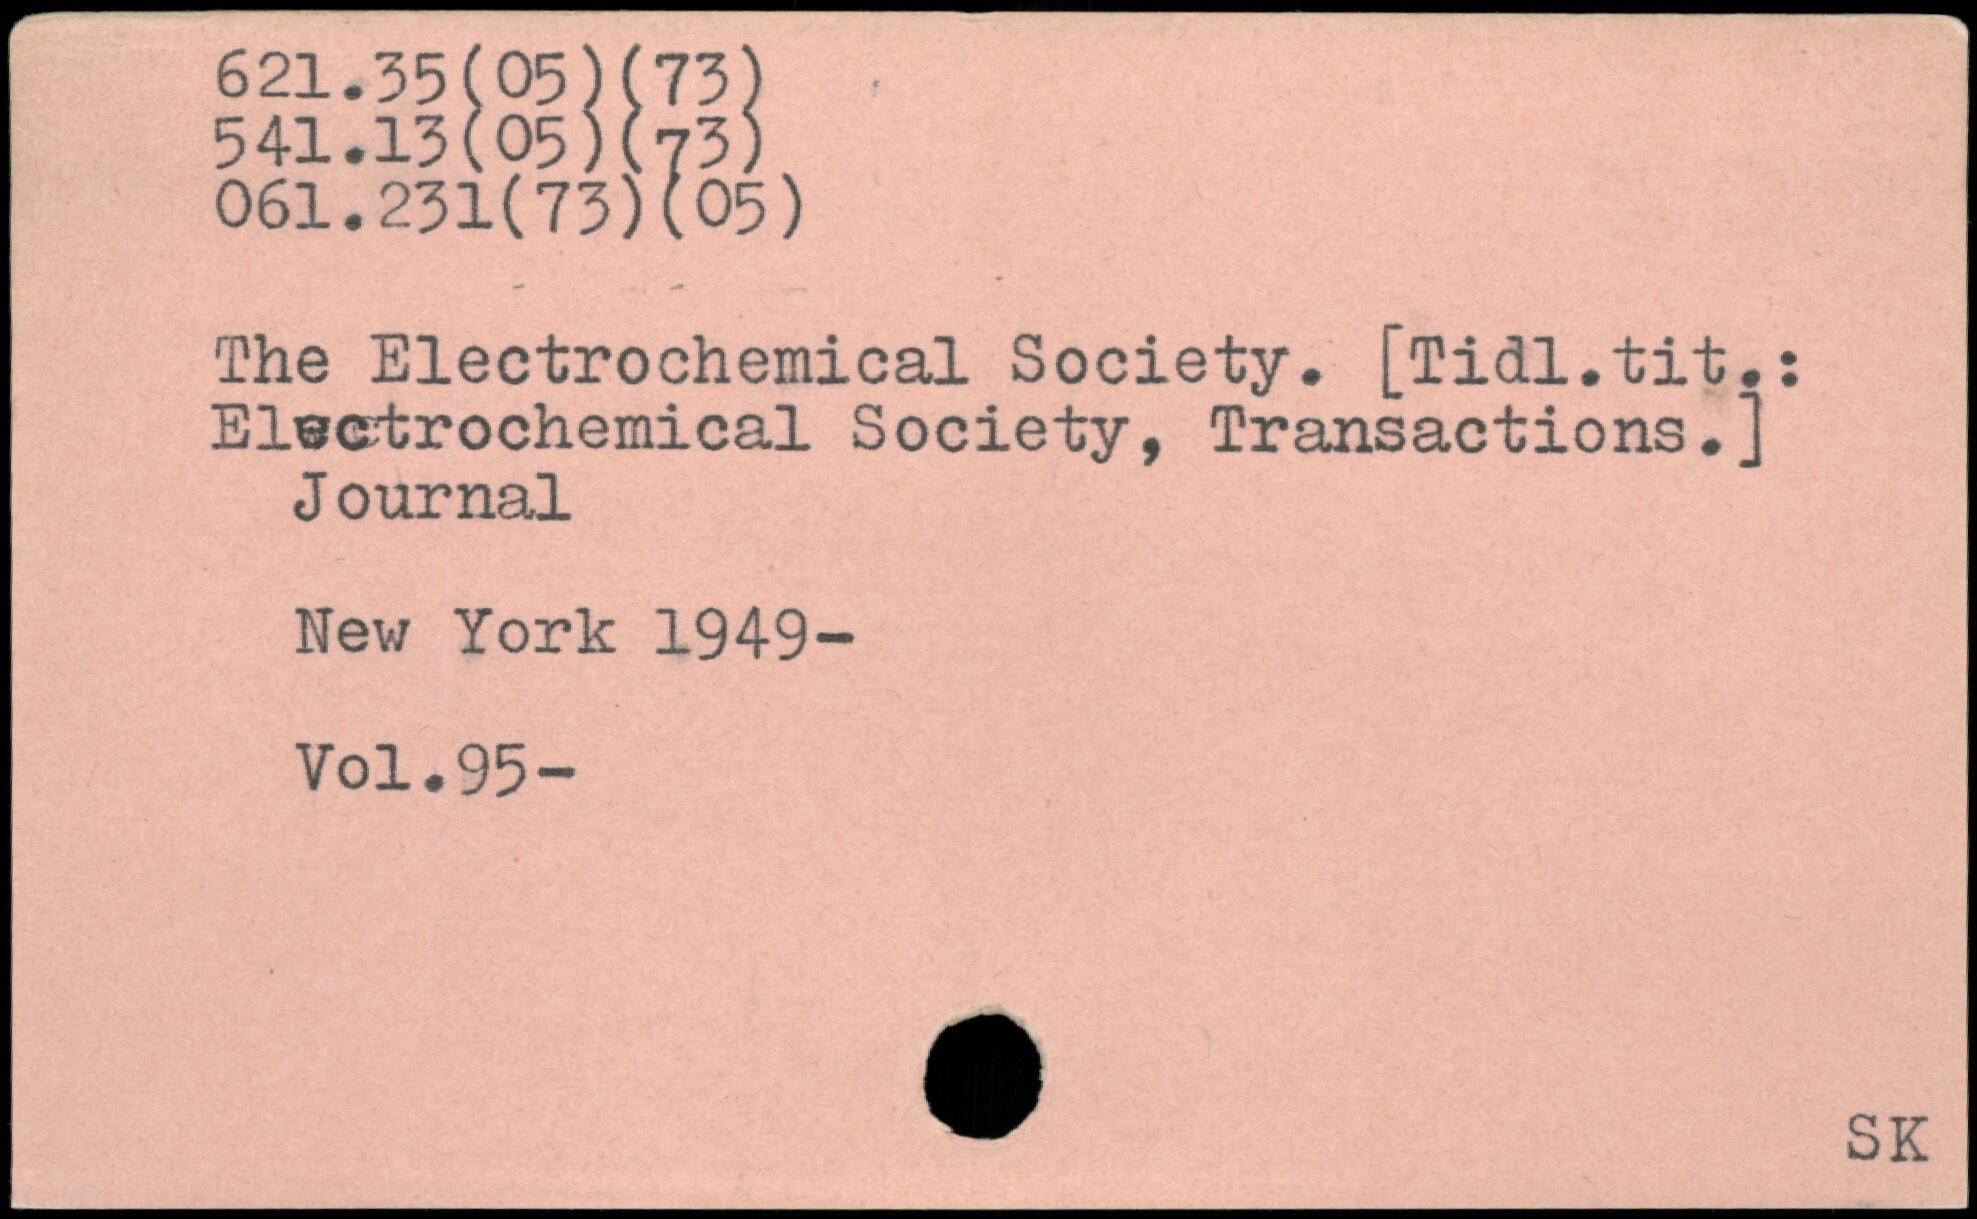 621.35(05)(73)
541.13(05)(73)
061.231(73)(05)
The Electrochemical Society. [Tidl.tit.:
Electrochemical Society, Transactions.]
Journal
New York 1949-
Vol.95-
SK